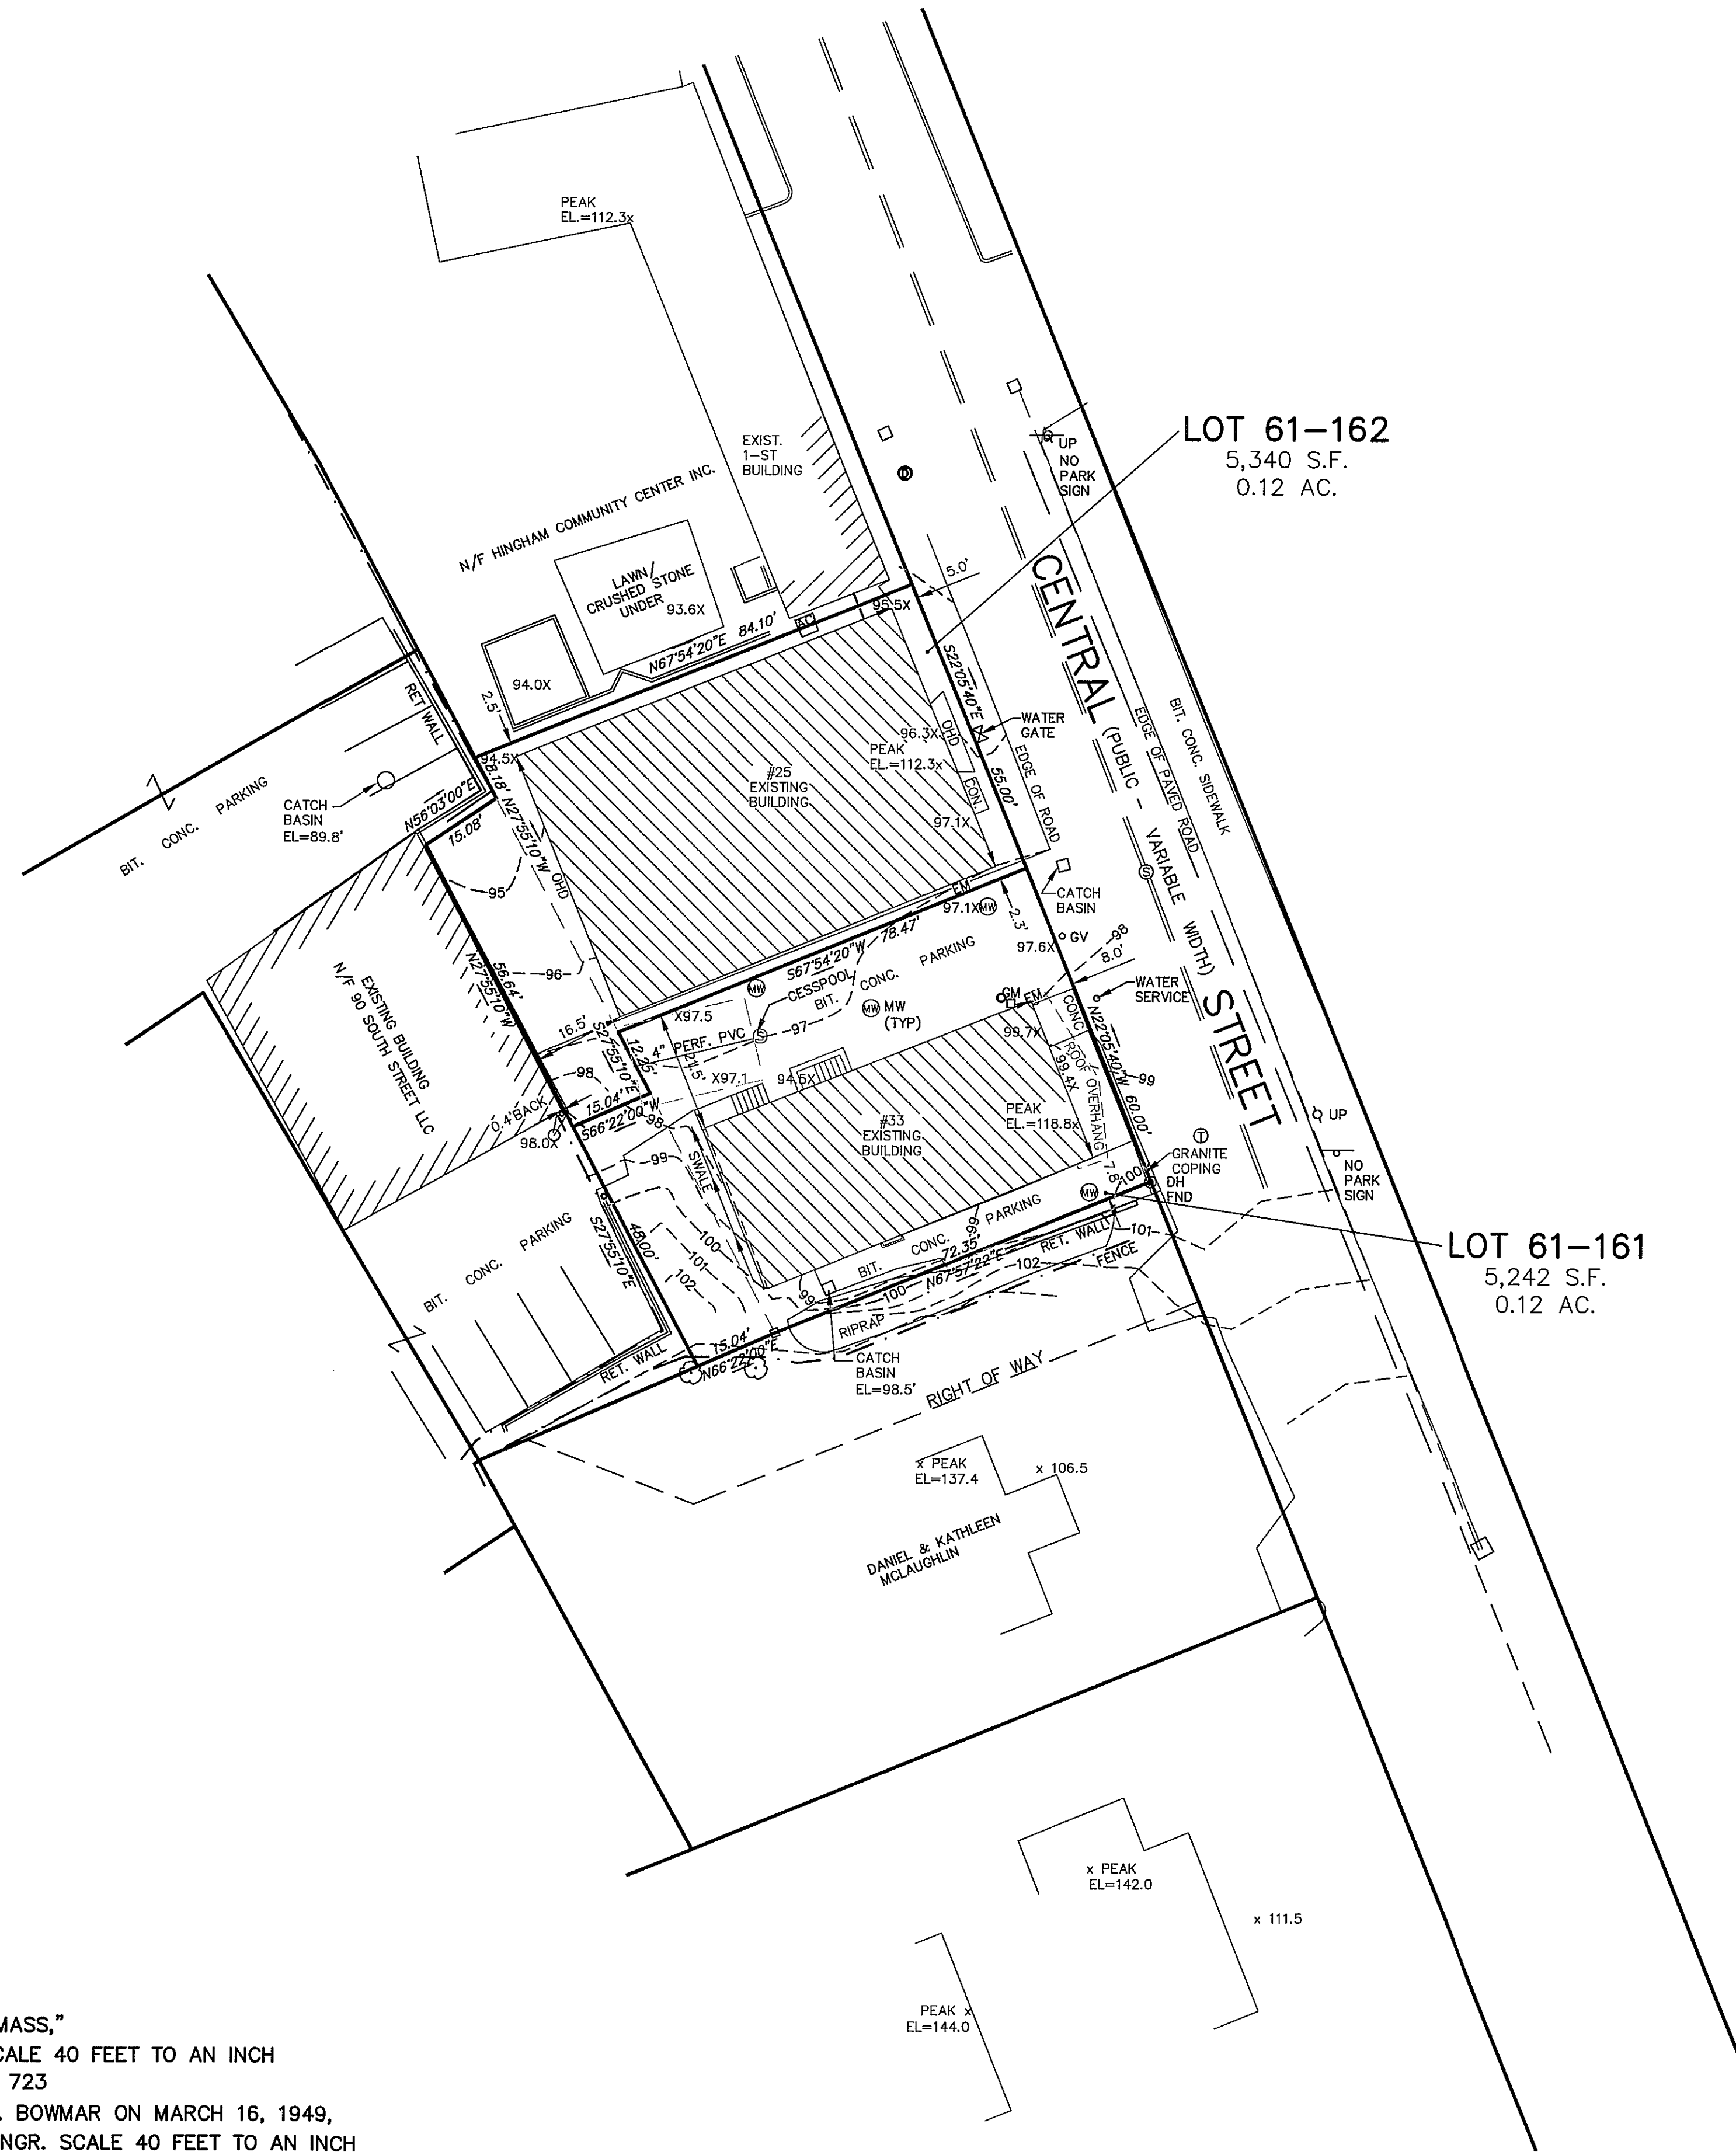 PEAK
EL.=112.3x
EXIST.
1-ST
BUILDING
N/F HINGHAM COMMUNITY CENTER INC.
LAWN/
CRUSHED STONE
UNDER
93.6X
94.0X
2.5'
N67°54'20"E 84.10'
AC
95.5X
5.0'
LOT 61-162
5,340 S.F.
0.12 AC.
UP
NO
PARK
SIGN
CENTRAL (PUBLIC - VARIABLE WIDTH) STREET
EDGE OF PAVED ROAD
BIT. CONC. SIDEWALK
S22°05'40"E
55.00'
WATER
GATE
EDGE OF ROAD
OHD
96.3X
PEAK
EL.=112.3x
CON.
97.1X
#25
EXISTING
BUILDING
RET WALL
94.5X
N27°55'10"W
N56°03'00"E
15.08'
BIT. CONC. PARKING
CATCH
BASIN
EL=89.8'
OHD
95
96
56.64'
N27°55'10"W
EXISTING BUILDING
N/F 90 SOUTH STREET LLC
16.5'
S27°55'10"E
12.25'
98
15.04'
S66°22'00"W
0.4'BACK
98.0X
EM
97.1X
MW
2.3'
CATCH
BASIN
GV
97.6X
98
8.0'
WATER
SERVICE
S67°54'20"W 78.47'
BIT. CONC. PARKING
CESSPOOL
MW
MW
MW
(TYP)
X97.5
4" PERF. PVC
S
97
21.5'
X97.1
94.5X
GM
EM
CONC
99.7X
99.4X
ROOF OVERHANG
N22°05'40"W 60.00'
99
PEAK
EL.=118.8x
#33
EXISTING
BUILDING
S
UP
NO
PARK
SIGN
T
GRANITE
COPING
DH
FND
7.8'
100
MW
98
99
SWALE
100
101
102
48.00'
S27°55'10"E
BIT. CONC. PARKING
99
BIT. CONC. PARKING
72.35'
N67°57'22"E
RET. WALL
101
FENCE
102
100
99
RIPRAP
LOT 61-161
5,242 S.F.
0.12 AC.
RET. WALL
15.04'
N66°22'00"E
CATCH
BASIN
EL=98.5'
RIGHT OF WAY
x PEAK
EL=137.4
x 106.5
DANIEL & KATHLEEN
MCLAUGHLIN
x PEAK
EL=142.0
x 111.5
PEAK x
EL=144.0
MASS,"
CALE 40 FEET TO AN INCH
723
. BOWMAR ON MARCH 16, 1949,
NGR. SCALE 40 FEET TO AN INCH